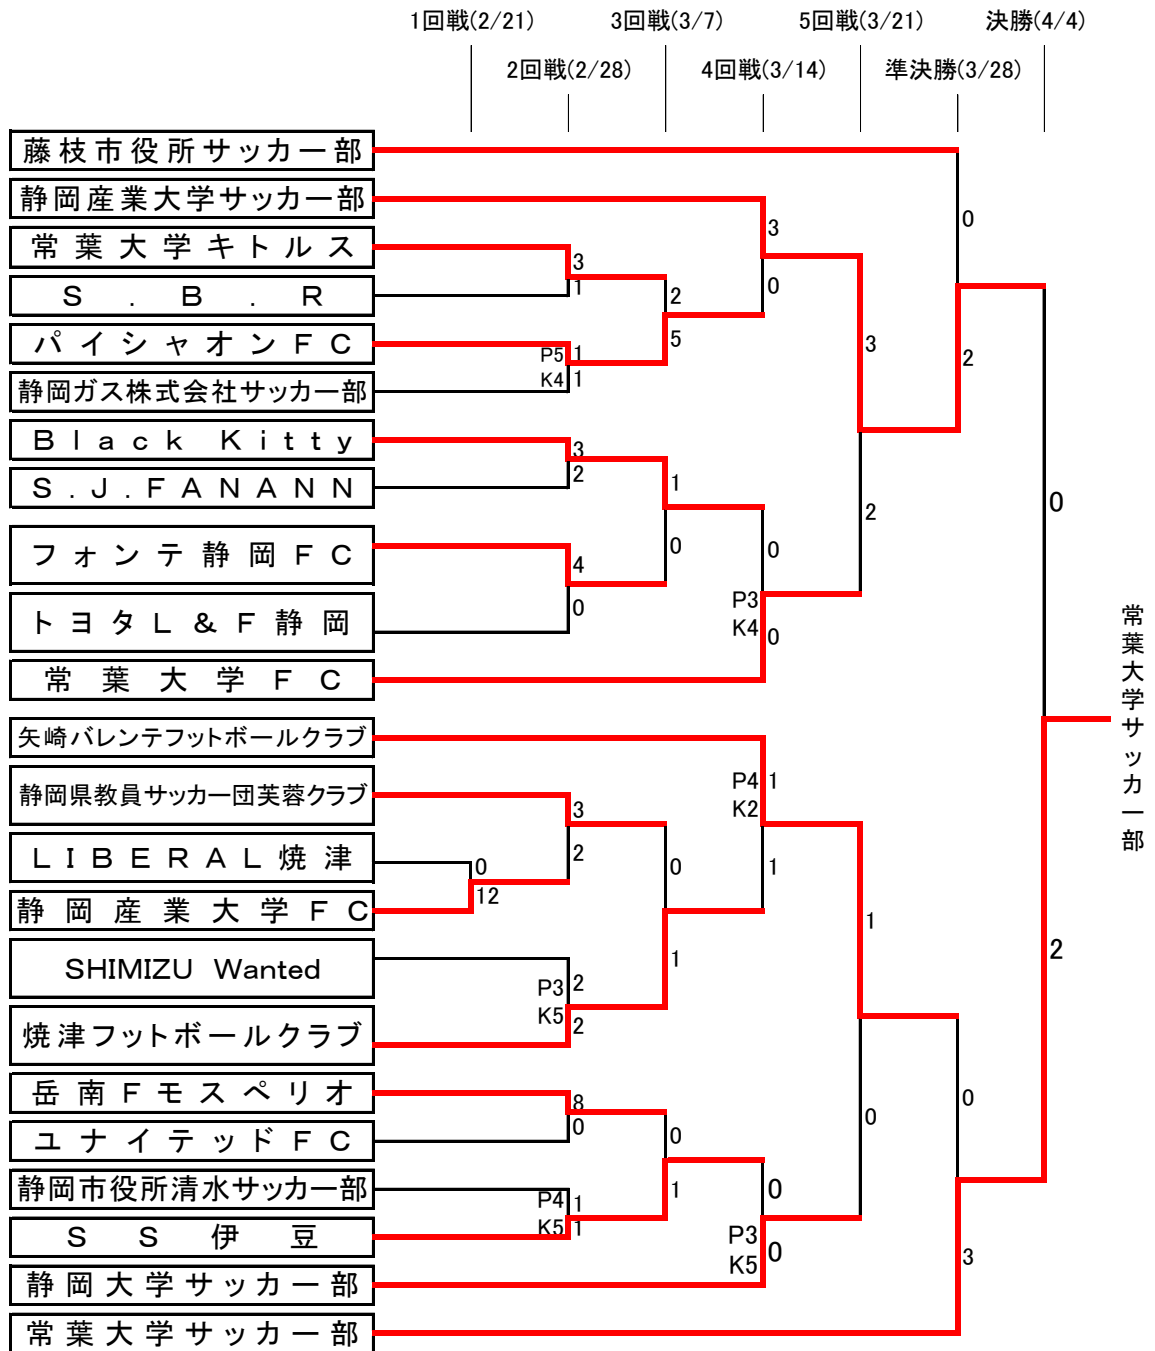 1回戦(2/21)
3回戦(3/7)
5回戦(3/21)
決勝(4/4)
2回戦(2/28)
4回戦(3/14)
準決勝(3/28)
藤枝市役所サッカー部
静岡産業大学サッカー部
3
0
常葉大学キトルス
3
S.B.R
1
2
0
パイシャオンFC
P5 1
5
3
2
静岡ガス株式会社サッカー部
K4 1
Black Kitty
3
S.J.FANANN
2
1
0
2
フォンテ静岡FC
4
0
0
トヨタL&F静岡
0
P3
K4 0
常葉大学FC
常葉大学サッカー部
矢崎バレンテフットボールクラブ
P4 1
K2
静岡県教員サッカー団芙蓉クラブ
3
LIBERAL焼津
0
2
0
1
静岡産業大学FC
12
1
2
SHIMIZU Wanted
P3 2
1
焼津フットボールクラブ
K5 2
岳南Fモスペリオ
8
0
ユナイテッドFC
0
0
0
静岡市役所清水サッカー部
P4 1
1
0
SS伊豆
K5 1
P3
K5 0
3
静岡大学サッカー部
常葉大学サッカー部